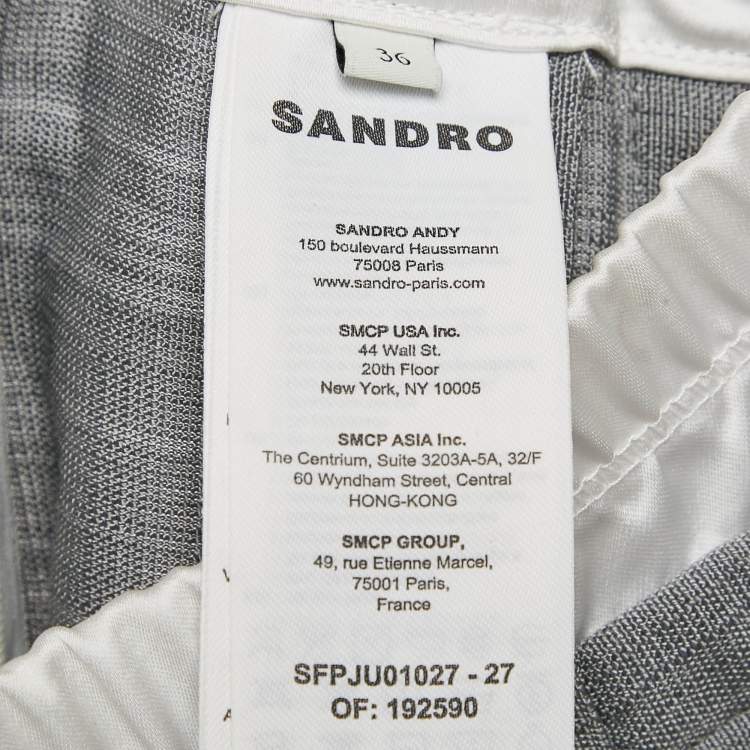 36
SANDRO
SANDRO ANDY
150 boulevard Haussmann
75008 Paris
www.sandro-paris.com
SMCP USA Inc.
44 Wall St.
20th Floor
New York, NY 10005
SMCP ASIA Inc.
The Centrium, Suite 3203A-5A, 32/F
60 Wyndham Street, Central
HONG-KONG
SMCP GROUP,
49, rue Etienne Marcel,
75001 Paris,
France
SFPJU01027 - 27
OF: 192590